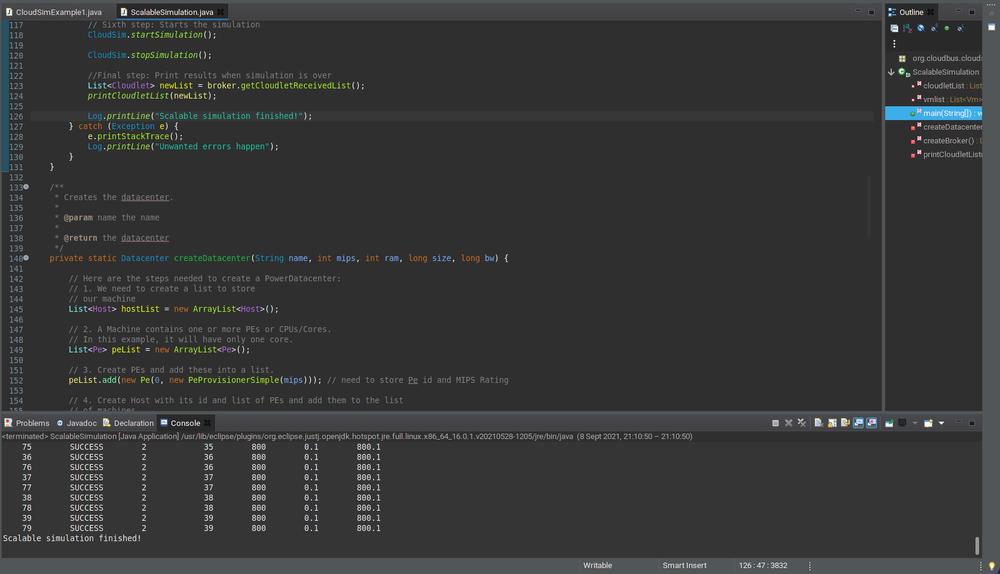 CloudSimExample1.java
ScalableSimulation.java
117 // Sixth step: Starts the simulation
118 CloudSim.startSimulation();
119
120 CloudSim.stopSimulation();
121
122 //Final step: Print results when simulation is over
123 List<Cloudlet> newList = broker.getCloudletReceivedList();
124 printCloudletList(newList);
125
126 Log.printLine("Scalable simulation finished!");
127 } catch (Exception e) {
128 e.printStackTrace();
129 Log.printLine("Unwanted errors happen");
130 }
131 }
132
133 /**
134 * Creates the datacenter.
135 *
136 * @param name the name
137 *
138 * @return the datacenter
139 */
140 private static Datacenter createDatacenter(String name, int mips, int ram, long size, long bw) {
141
142 // Here are the steps needed to create a PowerDatacenter:
143 // 1. We need to create a list to store
144 // our machine
145 List<Host> hostList = new ArrayList<Host>();
146
147 // 2. A Machine contains one or more PEs or CPUs/Cores.
148 // In this example, it will have only one core.
149 List<Pe> peList = new ArrayList<Pe>();
150
151 // 3. Create PEs and add these into a list.
152 peList.add(new Pe(0, new PeProvisionerSimple(mips))); // need to store Pe id and MIPS Rating
153
154 // 4. Create Host with its id and list of PEs and add them to the list
155 // of machines
Outline
org.cloudbus.clouds
ScalableSimulation
cloudletList : List
vmlist : List<Vm>
main(String[]) : v
createDatacenter
createBroker() : D
printCloudletList(
Problems Javadoc Declaration Console
<terminated> ScalableSimulation [Java Application] /usr/lib/eclipse/plugins/org.eclipse.justj.openjdk.hotspot.jre.full.linux.x86_64_16.0.1.v20210528-1205/jre/bin/java (8 Sept 2021, 21:10:50 – 21:10:50)
75 SUCCESS 2 35 800 0.1 800.1
36 SUCCESS 2 36 800 0.1 800.1
76 SUCCESS 2 36 800 0.1 800.1
37 SUCCESS 2 37 800 0.1 800.1
77 SUCCESS 2 37 800 0.1 800.1
38 SUCCESS 2 38 800 0.1 800.1
78 SUCCESS 2 38 800 0.1 800.1
39 SUCCESS 2 39 800 0.1 800.1
79 SUCCESS 2 39 800 0.1 800.1
Scalable simulation finished!
Writable Smart Insert 126 : 47 : 3832